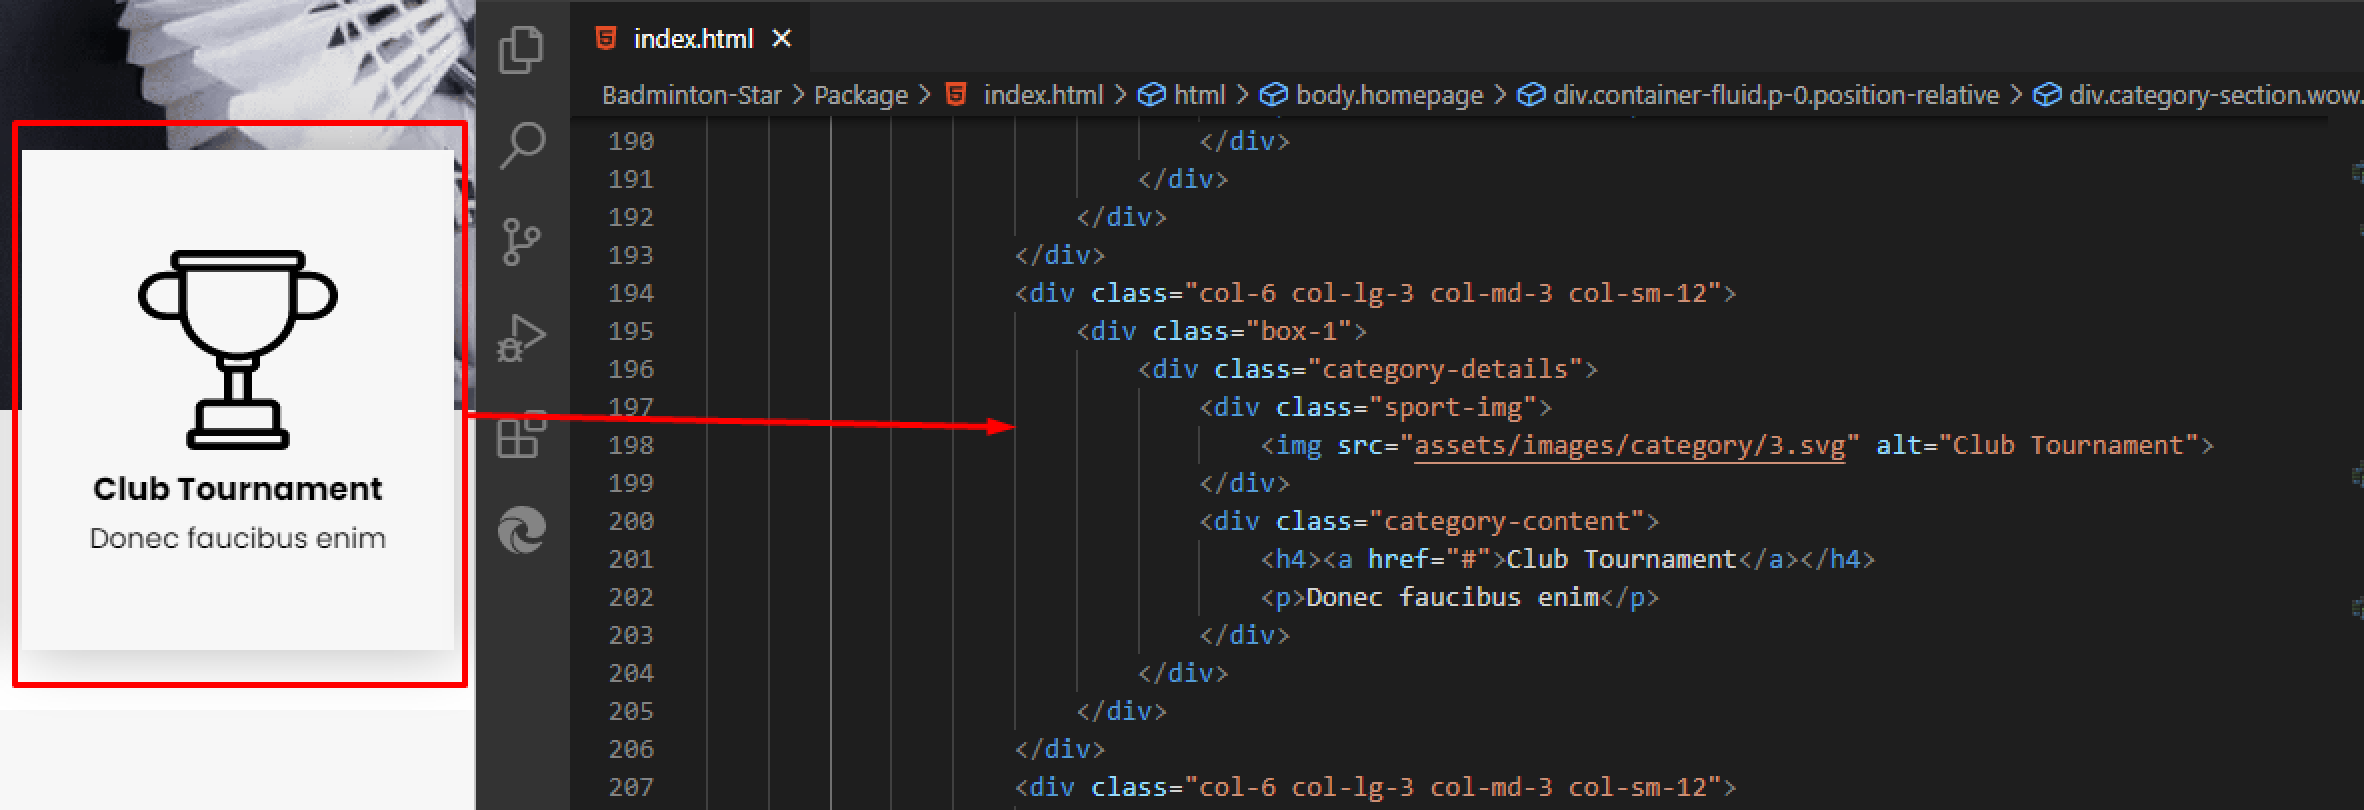 Club Tournament
Donec faucibus enim
index.html
Badminton-Star > Package > index.html > html > body.homepage > div.container-fluid.p-0.position-relative > div.category-section.wow.
190 </div>
191 </div>
192 </div>
193 </div>
194 <div class="col-6 col-lg-3 col-md-3 col-sm-12">
195 <div class="box-1">
196 <div class="category-details">
197 <div class="sport-img">
198 <img src="assets/images/category/3.svg" alt="Club Tournament">
199 </div>
200 <div class="category-content">
201 <h4><a href="#">Club Tournament</a></h4>
202 <p>Donec faucibus enim</p>
203 </div>
204 </div>
205 </div>
206 </div>
207 <div class="col-6 col-lg-3 col-md-3 col-sm-12">